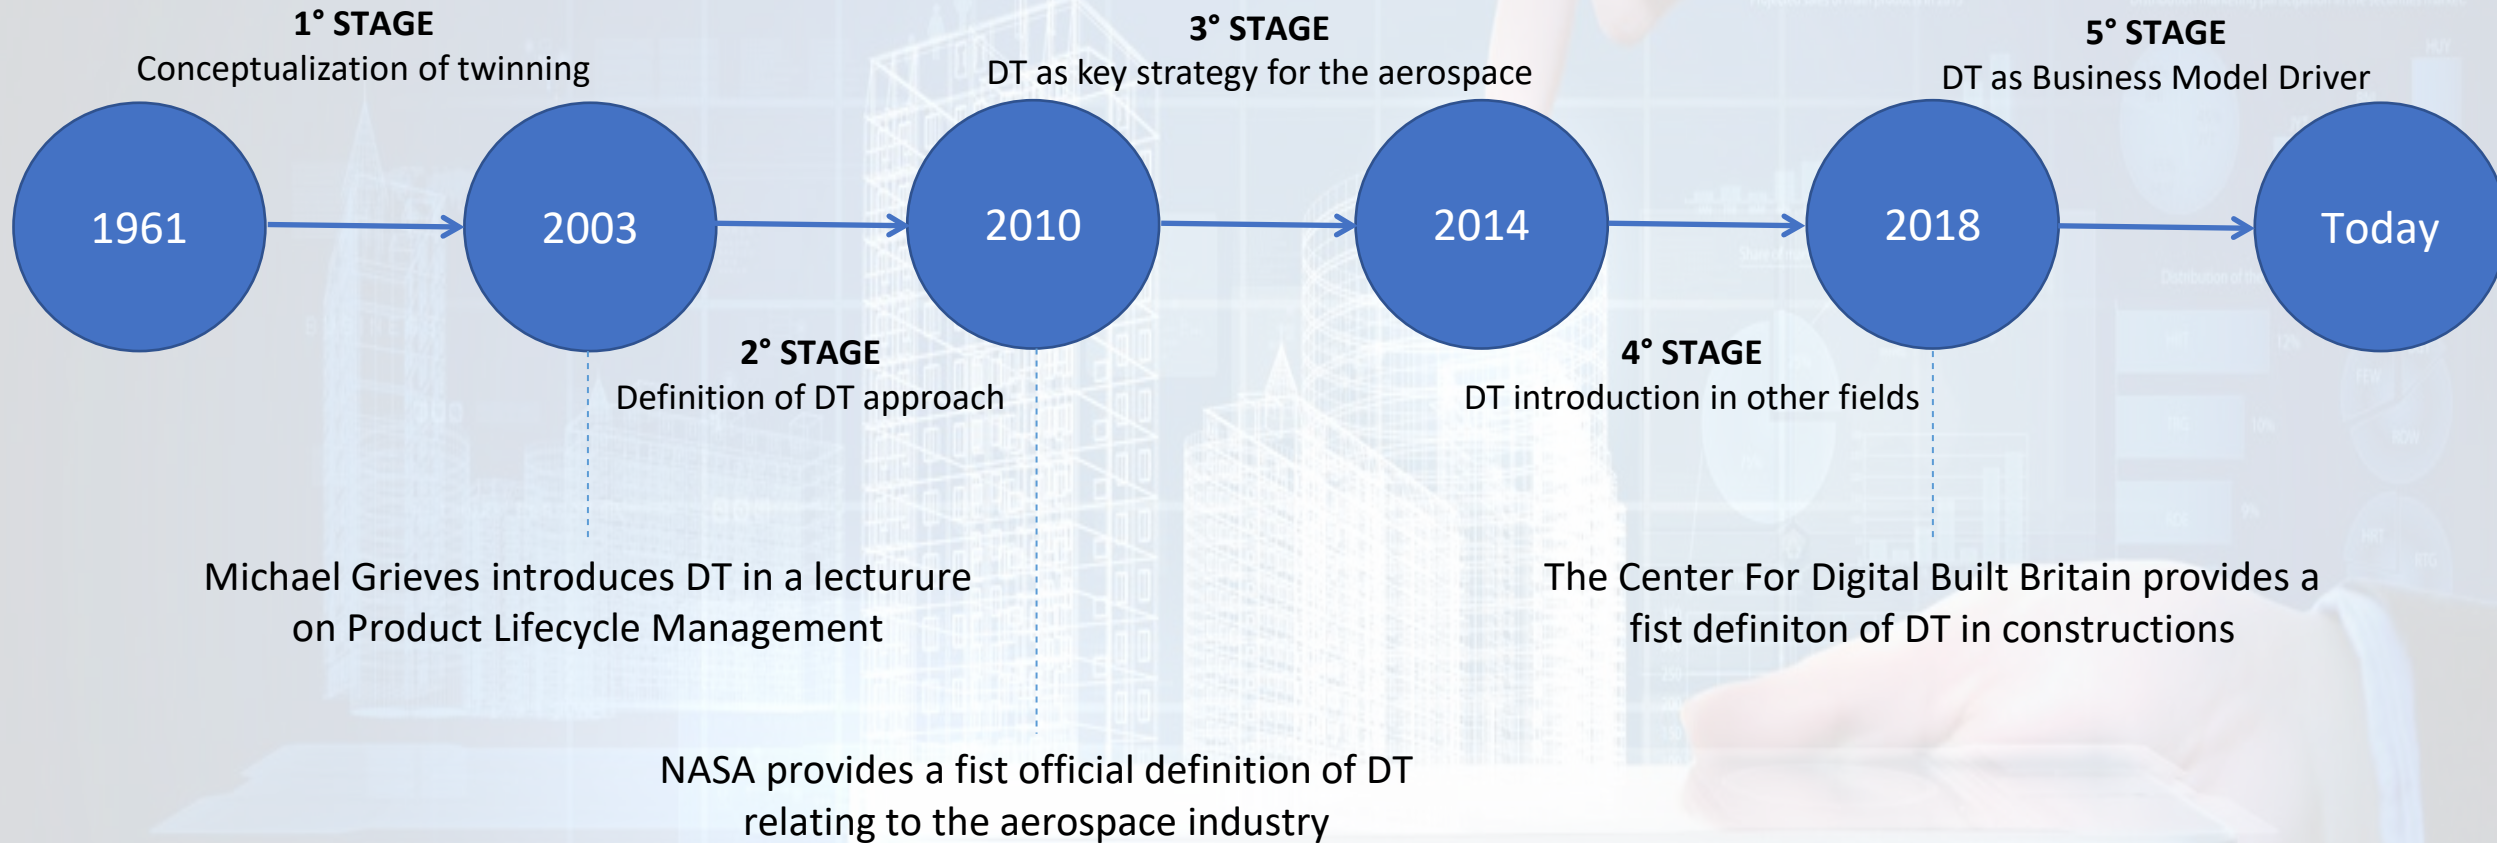 1° STAGE
Conceptualization of twinning
3° STAGE
DT as key strategy for the aerospace
5° STAGE
DT as Business Model Driver
1961
2003
2010
2014
2018
Today
2° STAGE
Definition of DT approach
4° STAGE
DT introduction in other fields
Michael Grieves introduces DT in a lecturure
on Product Lifecycle Management
The Center For Digital Built Britain provides a
fist definiton of DT in constructions
NASA provides a fist official definition of DT
relating to the aerospace industry